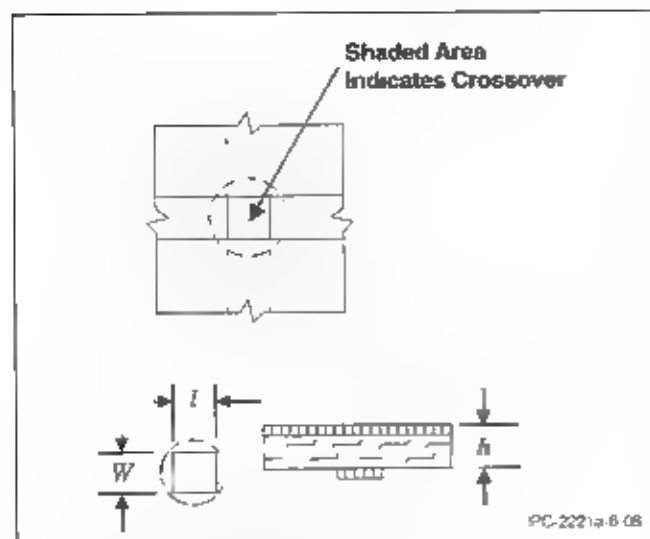 Shaded Area
Indicates Crossover
l
W
h
IPC-2221a-6-08